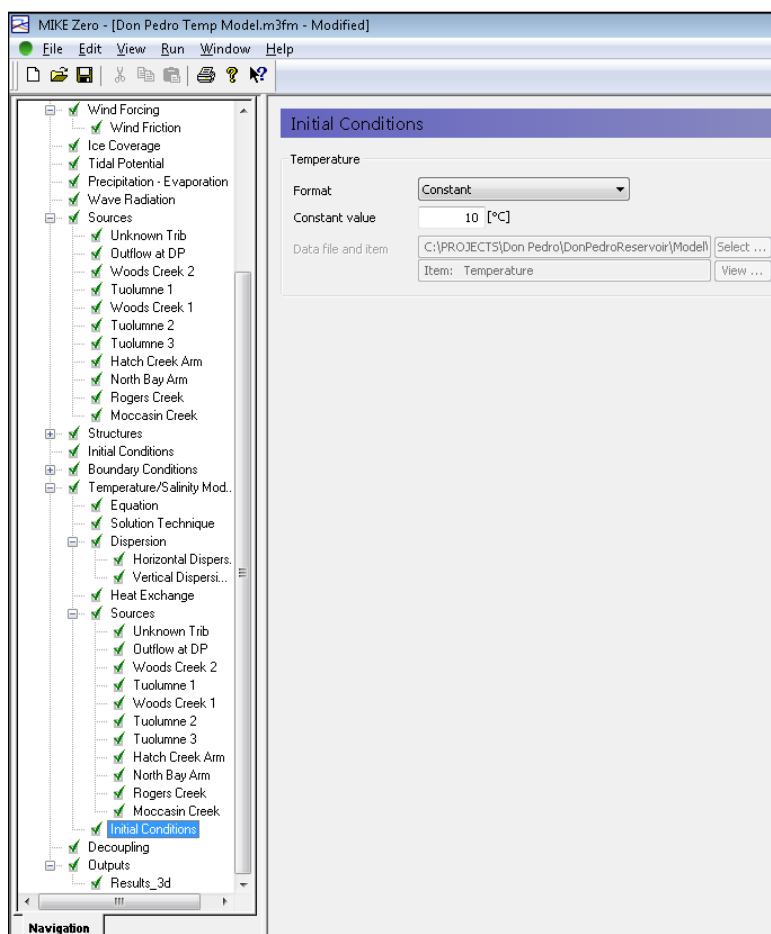 MIKE Zero - [Don Pedro Temp Model.m3fm - Modified]
File Edit View Run Window Help
Wind Forcing
Wind Friction
Ice Coverage
Tidal Potential
Precipitation - Evaporation
Wave Radiation
Sources
Unknown Trib
Outflow at DP
Woods Creek 2
Tuolumne 1
Woods Creek 1
Tuolumne 2
Tuolumne 3
Hatch Creek Arm
North Bay Arm
Rogers Creek
Moccasin Creek
Structures
Initial Conditions
Boundary Conditions
Temperature/Salinity Mod..
Equation
Solution Technique
Dispersion
Horizontal Dispers.
Vertical Dispersi...
Heat Exchange
Sources
Unknown Trib
Outflow at DP
Woods Creek 2
Tuolumne 1
Woods Creek 1
Tuolumne 2
Tuolumne 3
Hatch Creek Arm
North Bay Arm
Rogers Creek
Moccasin Creek
Initial Conditions
Decoupling
Outputs
Results_3d
Navigation
Initial Conditions
Temperature
Format Constant
Constant value 10 [°C]
Data file and item C:\PROJECTS\Don Pedro\DonPedroReservoir\Model\ Select ...
Item: Temperature View ...